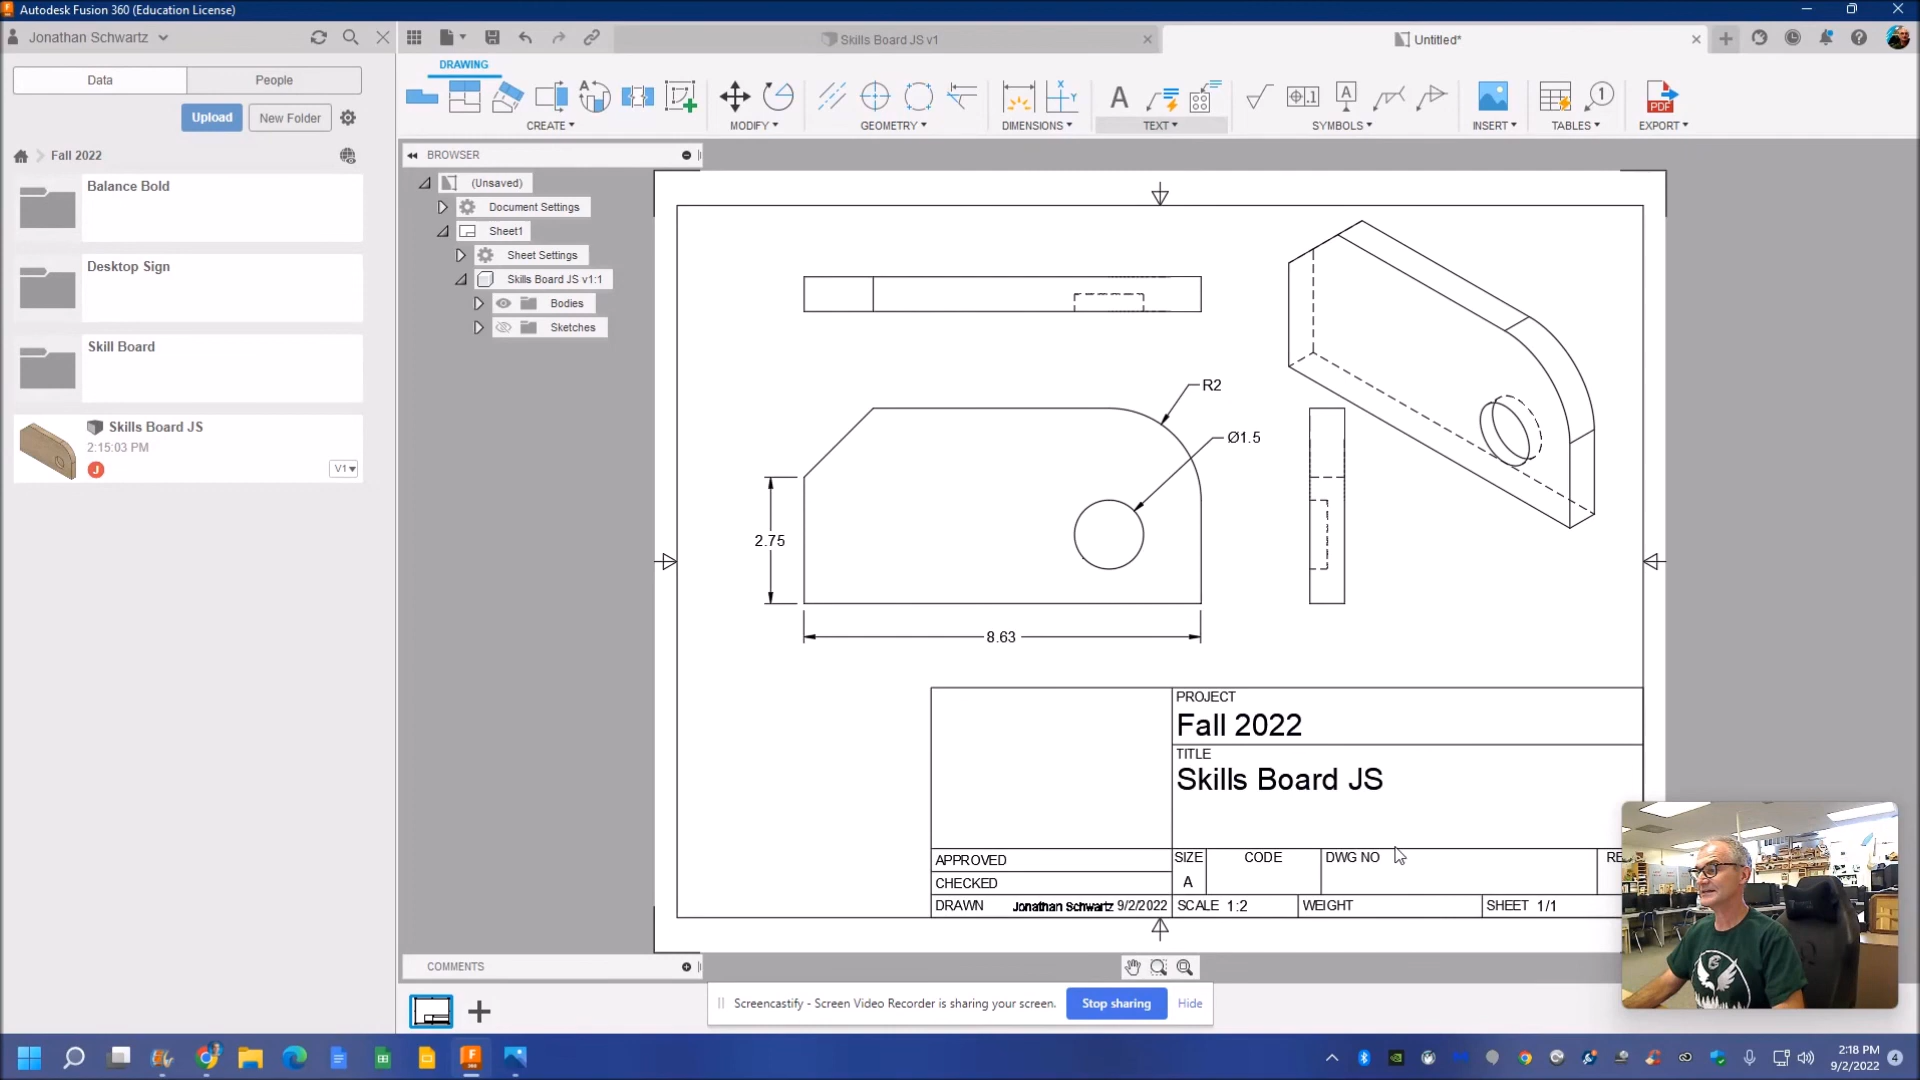 Autodesk Fusion 360 (Education License)
Jonathan Schwartz
Skills Board JS v1
Untitled*
Data
People
DRAWING
Upload
New Folder
CREATE
MODIFY
GEOMETRY
DIMENSIONS
TEXT
SYMBOLS
INSERT
TABLES
EXPORT
Fall 2022
BROWSER
Balance Bold
(Unsaved)
Document Settings
Sheet1
Sheet Settings
Desktop Sign
Skills Board JS v1:1
Bodies
Sketches
Skill Board
Skills Board JS
2:15:03 PM
J
V1
R2
Ø1.5
2.75
8.63
PROJECT
Fall 2022
TITLE
Skills Board JS
APPROVED
CHECKED
DRAWN Jonathan Schwartz 9/2/2022
SIZE
A
CODE
DWG NO
SCALE 1:2
WEIGHT
SHEET 1/1
COMMENTS
Screencastify - Screen Video Recorder is sharing your screen.
Stop sharing
Hide
2:18 PM
9/2/2022
4